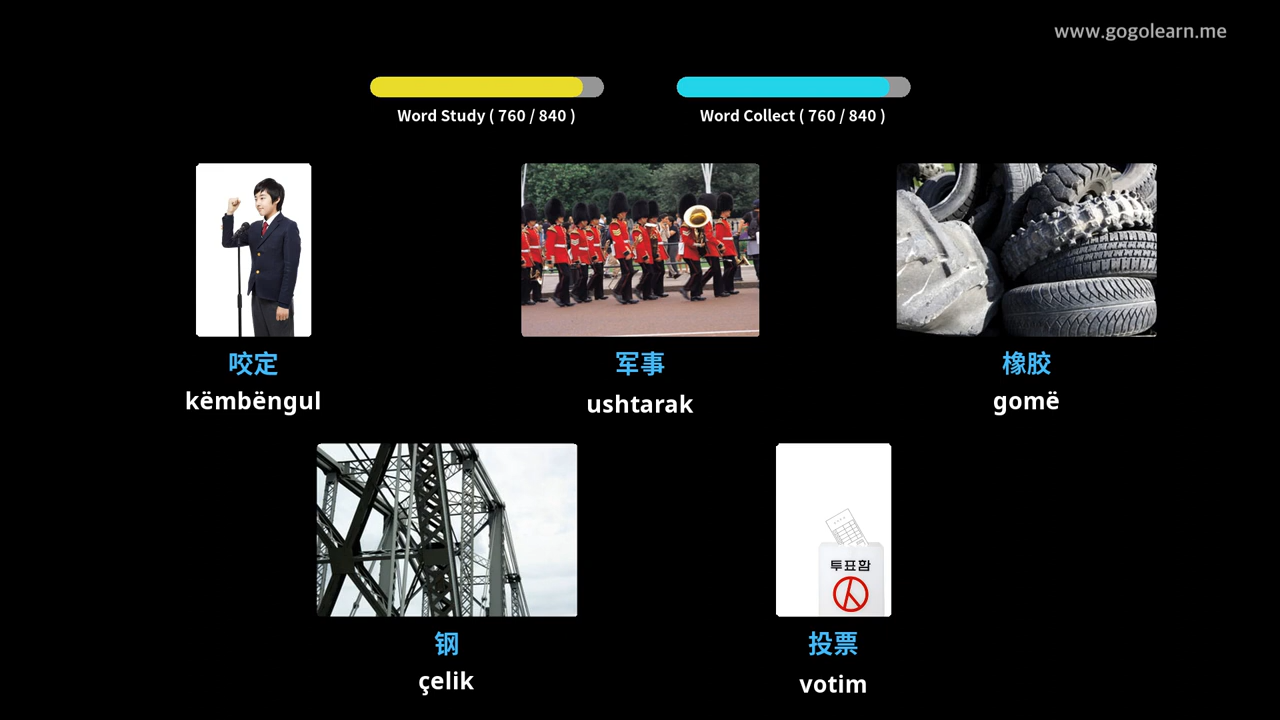 www.gogolearn.me
Word Study ( 760 / 840 )
Word Collect ( 760 / 840 )
咬定
军事
橡胶
këmbëngul
ushtarak
gomë
투표함
钢
投票
çelik
votim